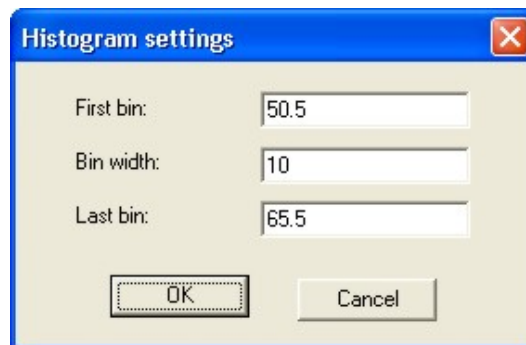 Histogram settings
First bin: 50.5
Bin width: 10
Last bin: 65.5
OK Cancel